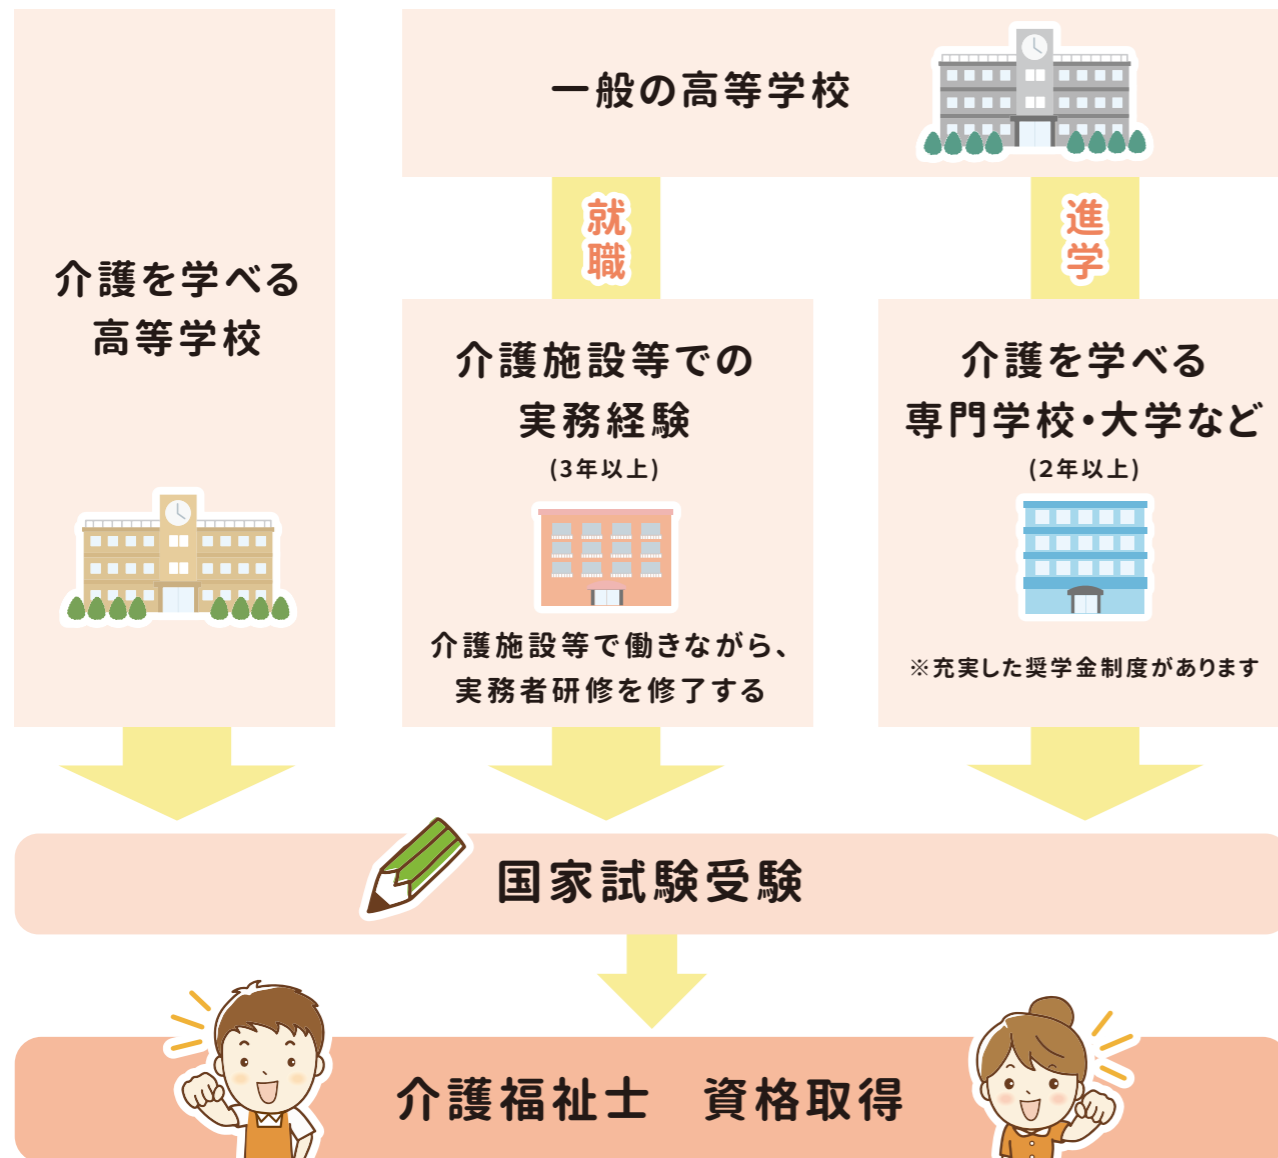 介護を学べる
高等学校
一般の高等学校
就職
進学
介護施設等での
実務経験
(3年以上)
介護施設等で働きながら、
実務者研修を修了する
介護を学べる
専門学校・大学など
(2年以上)
※充実した奨学金制度があります
国家試験受験
介護福祉士　資格取得